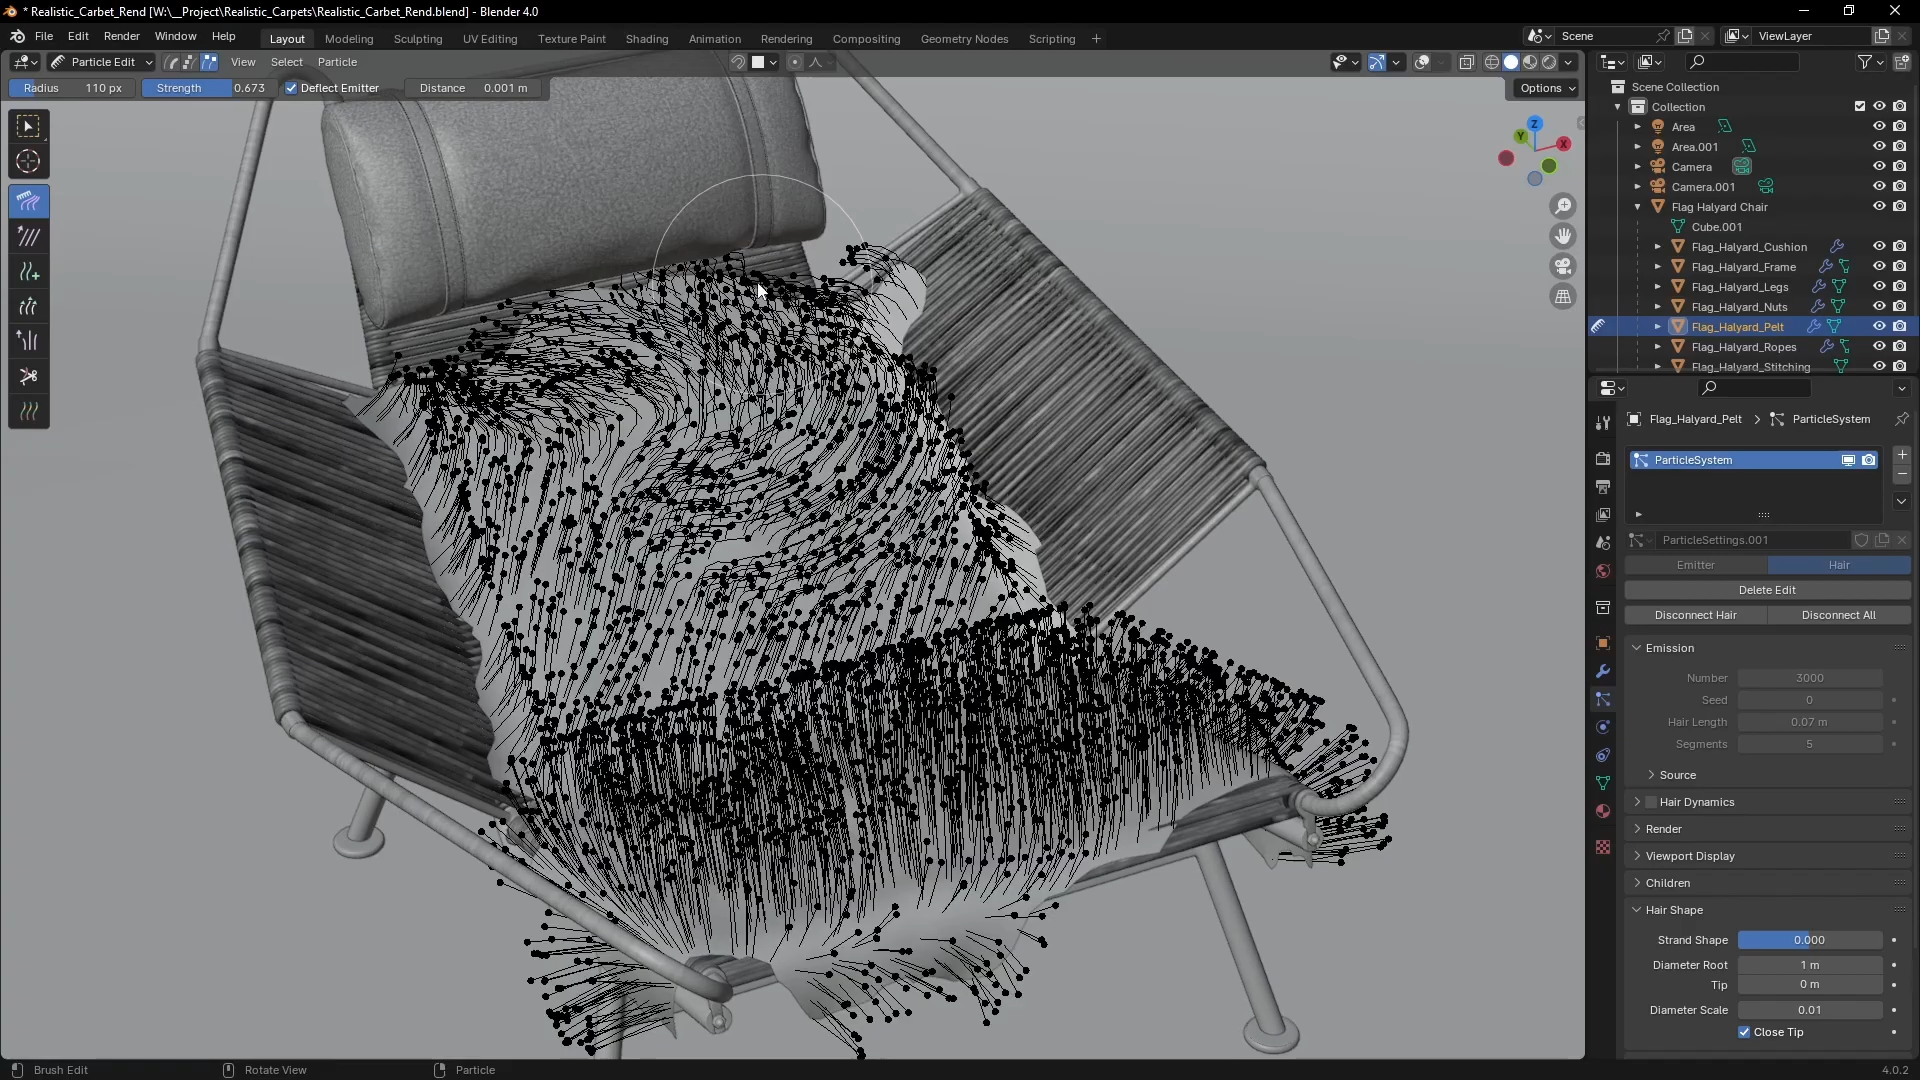 * Realistic_Carbet_Rend [W:\__Project\Realistic_Carpets\Realistic_Carbet_Rend.blend] - Blender 4.0
File Edit Render Window Help Layout Modeling Sculpting UV Editing Texture Paint Shading Animation Rendering Compositing Geometry Nodes Scripting + Scene ViewLayer
Particle Edit View Select Particle
Radius 110 px Strength 0.673 Deflect Emitter Distance 0.001 m Options
Z
Y
X
Scene Collection
Collection
Area
Area.001
Camera
Camera.001
Flag Halyard Chair
Cube.001
Flag_Halyard_Cushion
Flag_Halyard_Frame
Flag_Halyard_Legs
Flag_Halyard_Nuts
Flag_Halyard_Pelt
Flag_Halyard_Ropes
Flag_Halyard_Stitching
Flag_Halyard_Pelt > ParticleSystem
ParticleSystem
ParticleSettings.001
Emitter Hair
Delete Edit
Disconnect Hair Disconnect All
Emission
Number 3000
Seed 0
Hair Length 0.07 m
Segments 5
Source
Hair Dynamics
Render
Viewport Display
Children
Hair Shape
Strand Shape 0.000
Diameter Root 1 m
Tip 0 m
Diameter Scale 0.01
Close Tip
Brush Edit Rotate View Particle 4.0.2